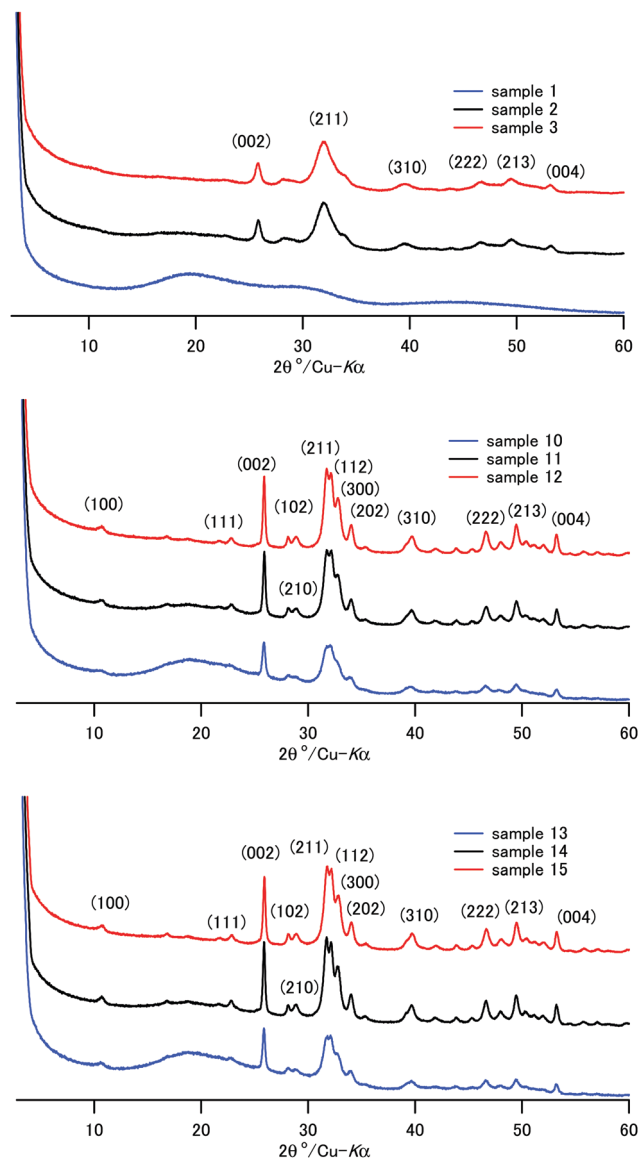 sample 1
sample 2
(211)
sample 3
(002)
(310) (222) (213) (004)
10 20 30 40 50 60
2θ°/Cu-Kα
(211)
sample 10
(002) (112)
sample 11
(300)
sample 12
(100) (111) (102) (202) (310) (222) (213) (004)
(210)
10 20 30 40 50 60
2θ°/Cu-Kα
sample 13
(211)
sample 14
(002) (112)
sample 15
(300)
(100) (111) (102) (202) (310) (222) (213) (004)
(210)
10 20 30 40 50 60
2θ°/Cu-Kα